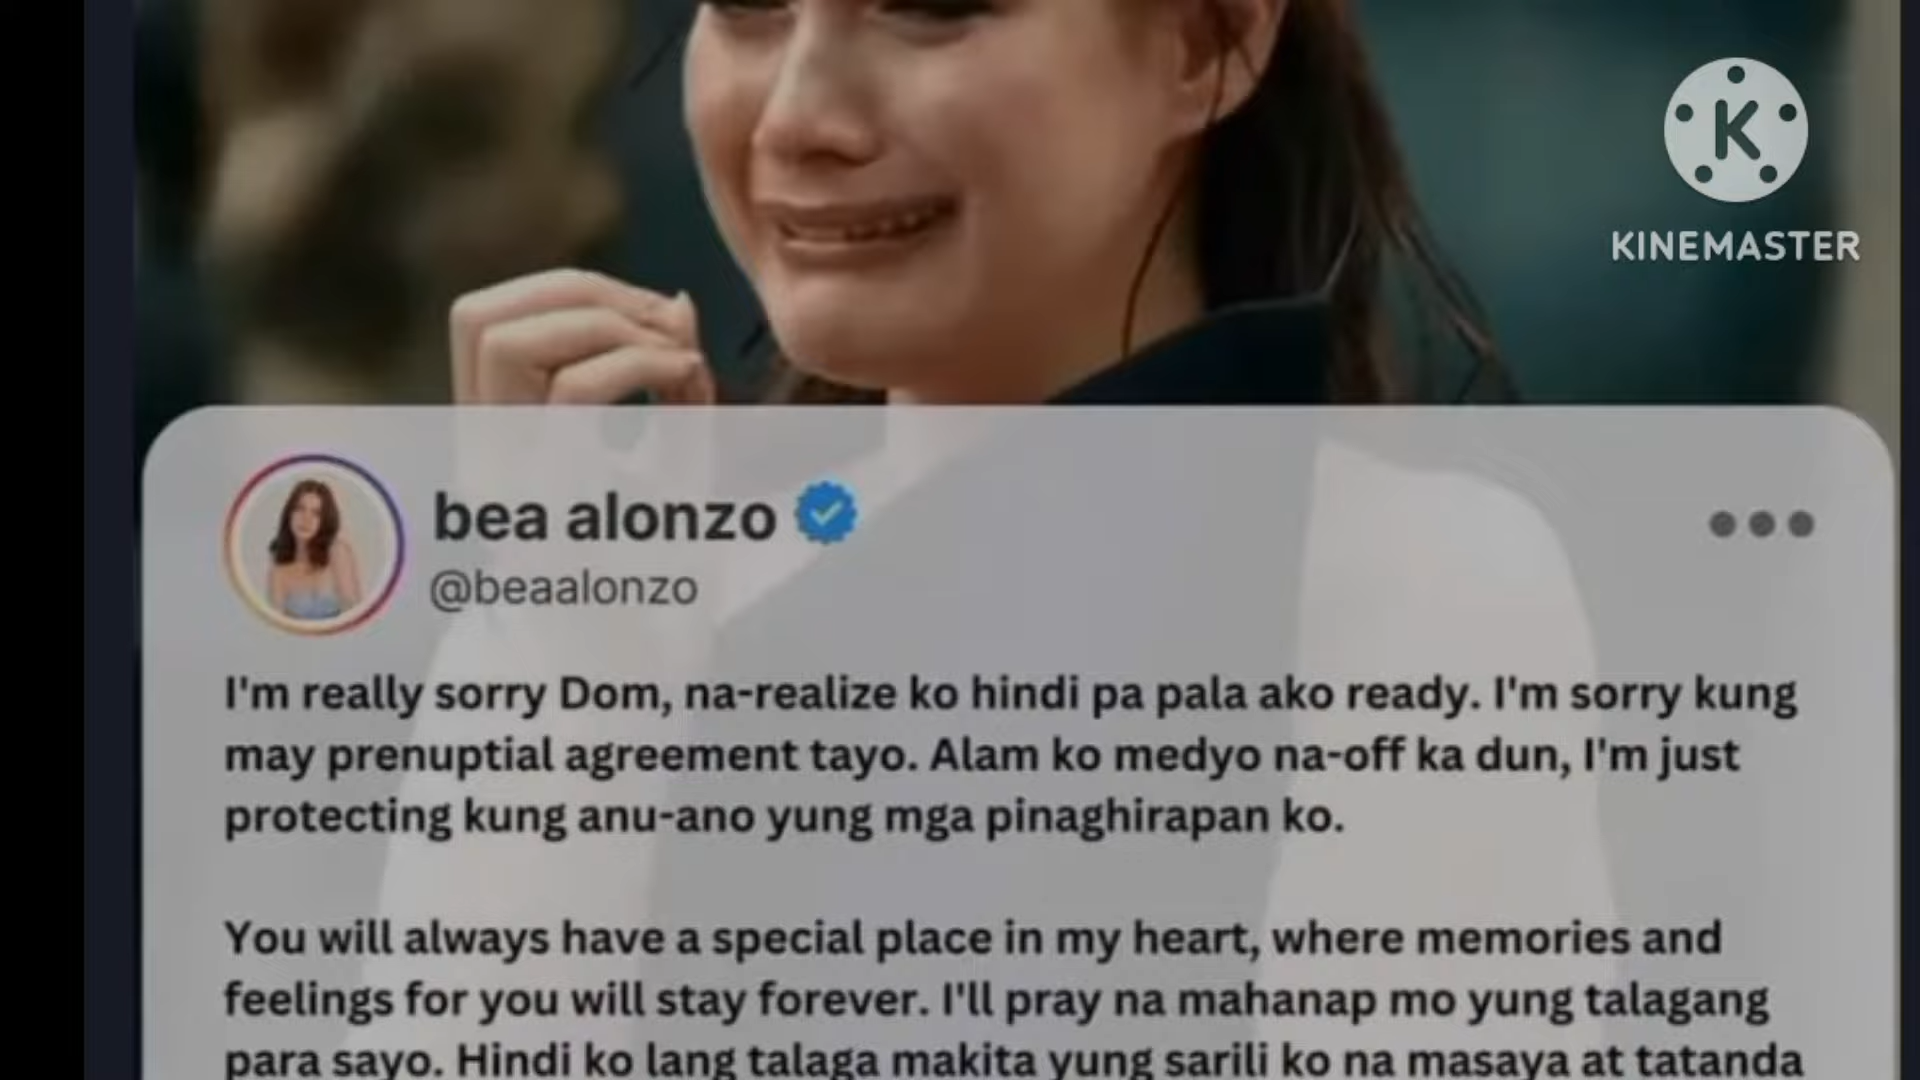 K
KINEMASTER
bea alonzo
@beaalonzo
I'm really sorry Dom, na-realize ko hindi pa pala ako ready. I'm sorry kung
may prenuptial agreement tayo. Alam ko medyo na-off ka dun, I'm just
protecting kung anu-ano yung mga pinaghirapan ko.
You will always have a special place in my heart, where memories and
feelings for you will stay forever. I'll pray na mahanap mo yung talagang
para sayo. Hindi ko lang talaga makita yung sarili ko na masaya at tatanda